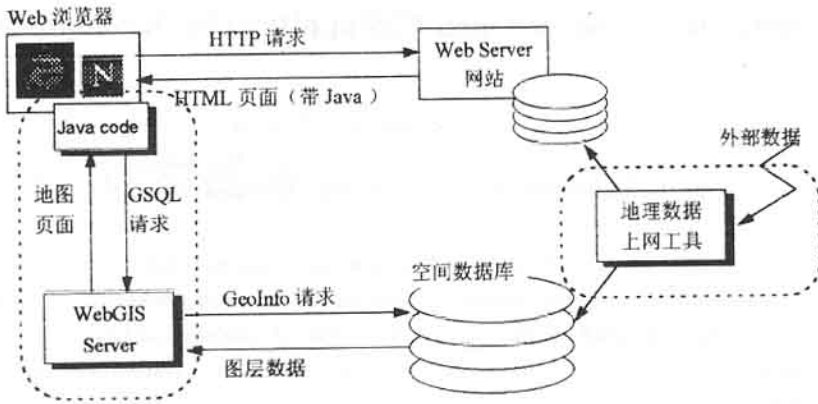 Web 浏览器
N
HTTP 请求
HTML 页面（带 Java ）
Web Server
网站
Java code
外部数据
地图
页面
GSQL
请求
地理数据
上网工具
空间数据库
WebGIS
Server
GeoInfo 请求
图层数据